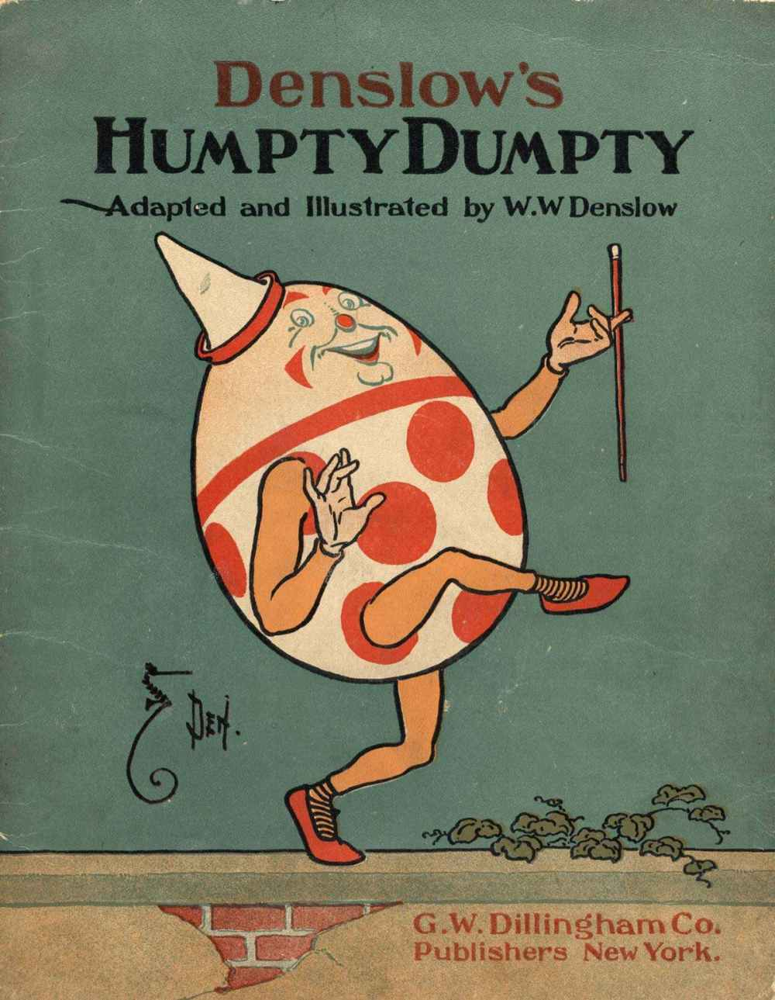 Denslow's
HUMPTY DUMPTY
Adapted and Illustrated by W.W Denslow
DEN.
G.W. Dillingham Co.
Publishers New York.